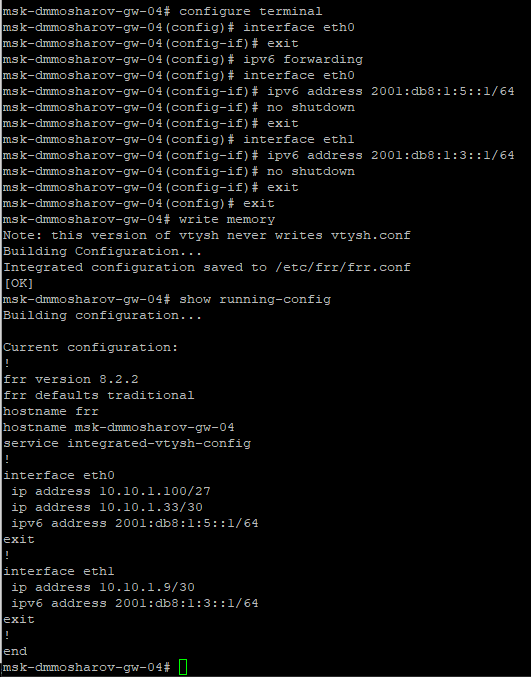 msk-dmmosharov-gw-04# configure terminal
msk-dmmosharov-gw-04(config)# interface eth0
msk-dmmosharov-gw-04(config-if)# exit
msk-dmmosharov-gw-04(config)# ipv6 forwarding
msk-dmmosharov-gw-04(config)# interface eth0
msk-dmmosharov-gw-04(config-if)# ipv6 address 2001:db8:1:5::1/64
msk-dmmosharov-gw-04(config-if)# no shutdown
msk-dmmosharov-gw-04(config-if)# exit
msk-dmmosharov-gw-04(config)# interface eth1
msk-dmmosharov-gw-04(config-if)# ipv6 address 2001:db8:1:3::1/64
msk-dmmosharov-gw-04(config-if)# no shutdown
msk-dmmosharov-gw-04(config-if)# exit
msk-dmmosharov-gw-04(config)# exit
msk-dmmosharov-gw-04# write memory
Note: this version of vtysh never writes vtysh.conf
Building Configuration...
Integrated configuration saved to /etc/frr/frr.conf
[OK]
msk-dmmosharov-gw-04# show running-config
Building configuration...

Current configuration:
!
frr version 8.2.2
frr defaults traditional
hostname frr
hostname msk-dmmosharov-gw-04
service integrated-vtysh-config
!
interface eth0
 ip address 10.10.1.100/27
 ip address 10.10.1.33/30
 ipv6 address 2001:db8:1:5::1/64
exit
!
interface eth1
 ip address 10.10.1.9/30
 ipv6 address 2001:db8:1:3::1/64
exit
!
end
msk-dmmosharov-gw-04#